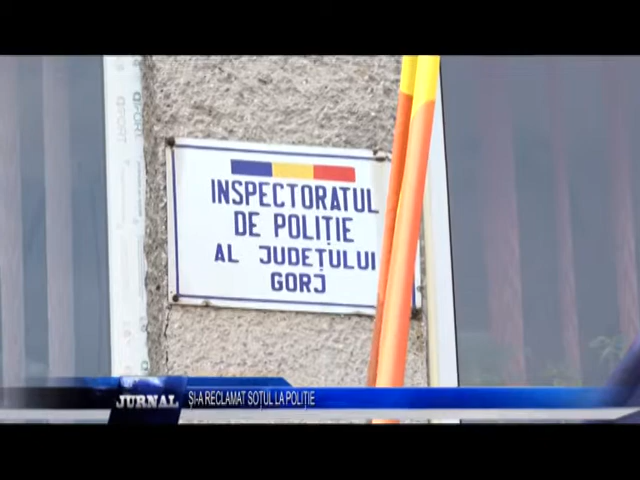 INSPECTORATUL
DE POLIȚIE
AL JUDEȚULUI
GORJ
JURNAL
ȘI-A RECLAMAT SOȚUL LA POLIȚIE